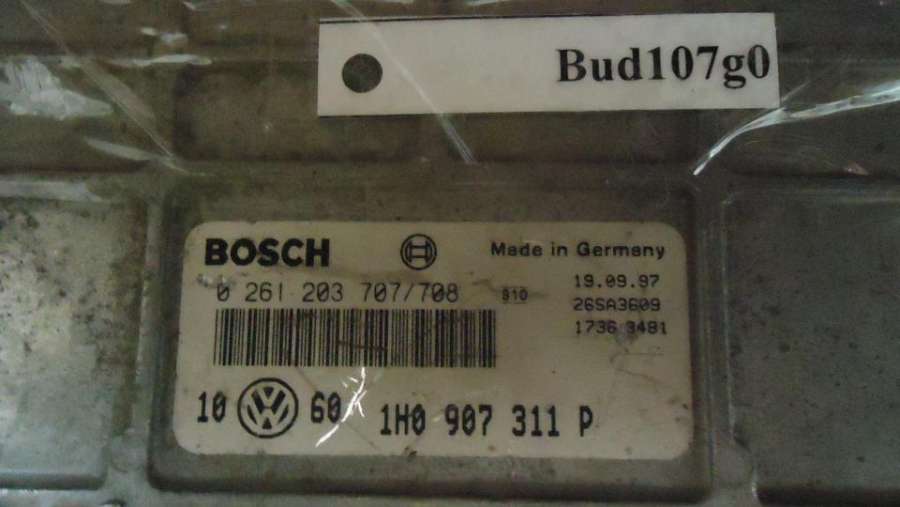 Bud107g0
BOSCH Made in Germany
19.09.97
0 261 203 707/708 S10 26SA3609
1736 3481
10 60 1H0 907 311 P